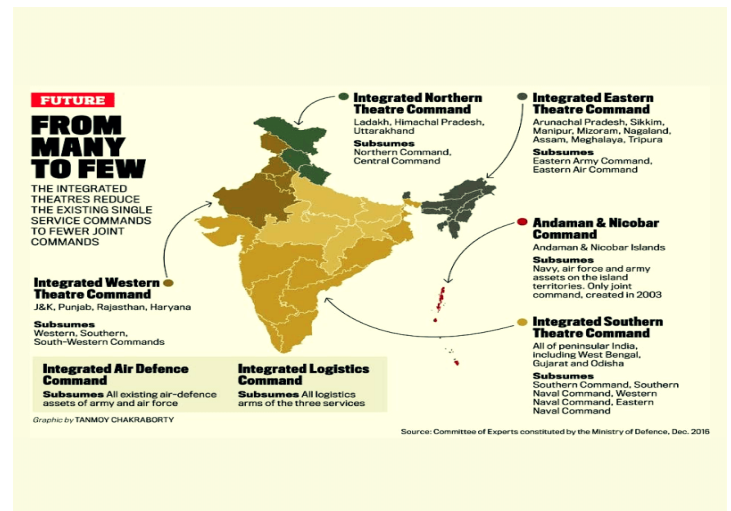 FUTURE
FROM
MANY
TO FEW
THE INTEGRATED
THEATRES REDUCE
THE EXISTING SINGLE
SERVICE COMMANDS
TO FEWER JOINT
COMMANDS
Integrated Northern
Theatre Command
Ladakh, Himachal Pradesh,
Uttarakhand
Subsumes
Northern Command,
Central Command
Integrated Eastern
Theatre Command
Arunachal Pradesh, Sikkim,
Manipur, Mizoram, Nagaland,
Assam, Meghalaya, Tripura
Subsumes
Eastern Army Command,
Eastern Air Command
Andaman & Nicobar
Command
Andaman & Nicobar Islands
Subsumes
Navy, air force and army
assets on the island
territories. Only joint
command, created in 2003
Integrated Western
Theatre Command
J&K, Punjab, Rajasthan, Haryana
Subsumes
Western, Southern,
South-Western Commands
Integrated Southern
Theatre Command
All of peninsular India,
including West Bengal,
Gujarat and Odisha
Subsumes
Southern Command, Southern
Naval Command, Western
Naval Command, Eastern
Naval Command
Integrated Air Defence
Command
Subsumes All existing air-defence
assets of army and air force
Integrated Logistics
Command
Subsumes All logistics
arms of the three services
Graphic by TANMOY CHAKRABORTY
Source: Committee of Experts constituted by the Ministry of Defence, Dec. 2016